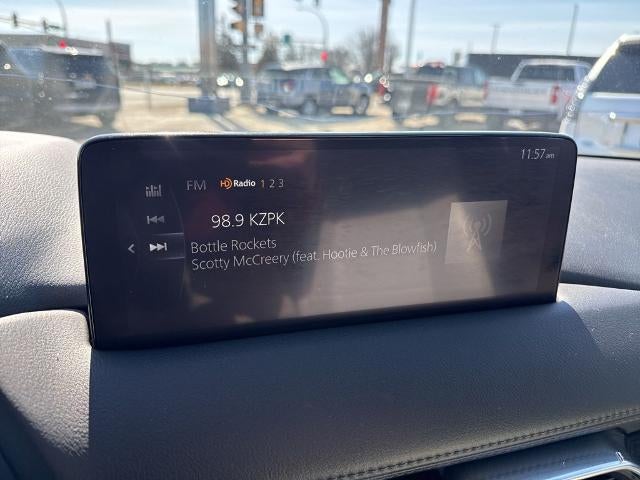 11:57 am
FM HD Radio 1 2 3
98.9 KZPK
Bottle Rockets
Scotty McCreery (feat. Hootie & The Blowfish)